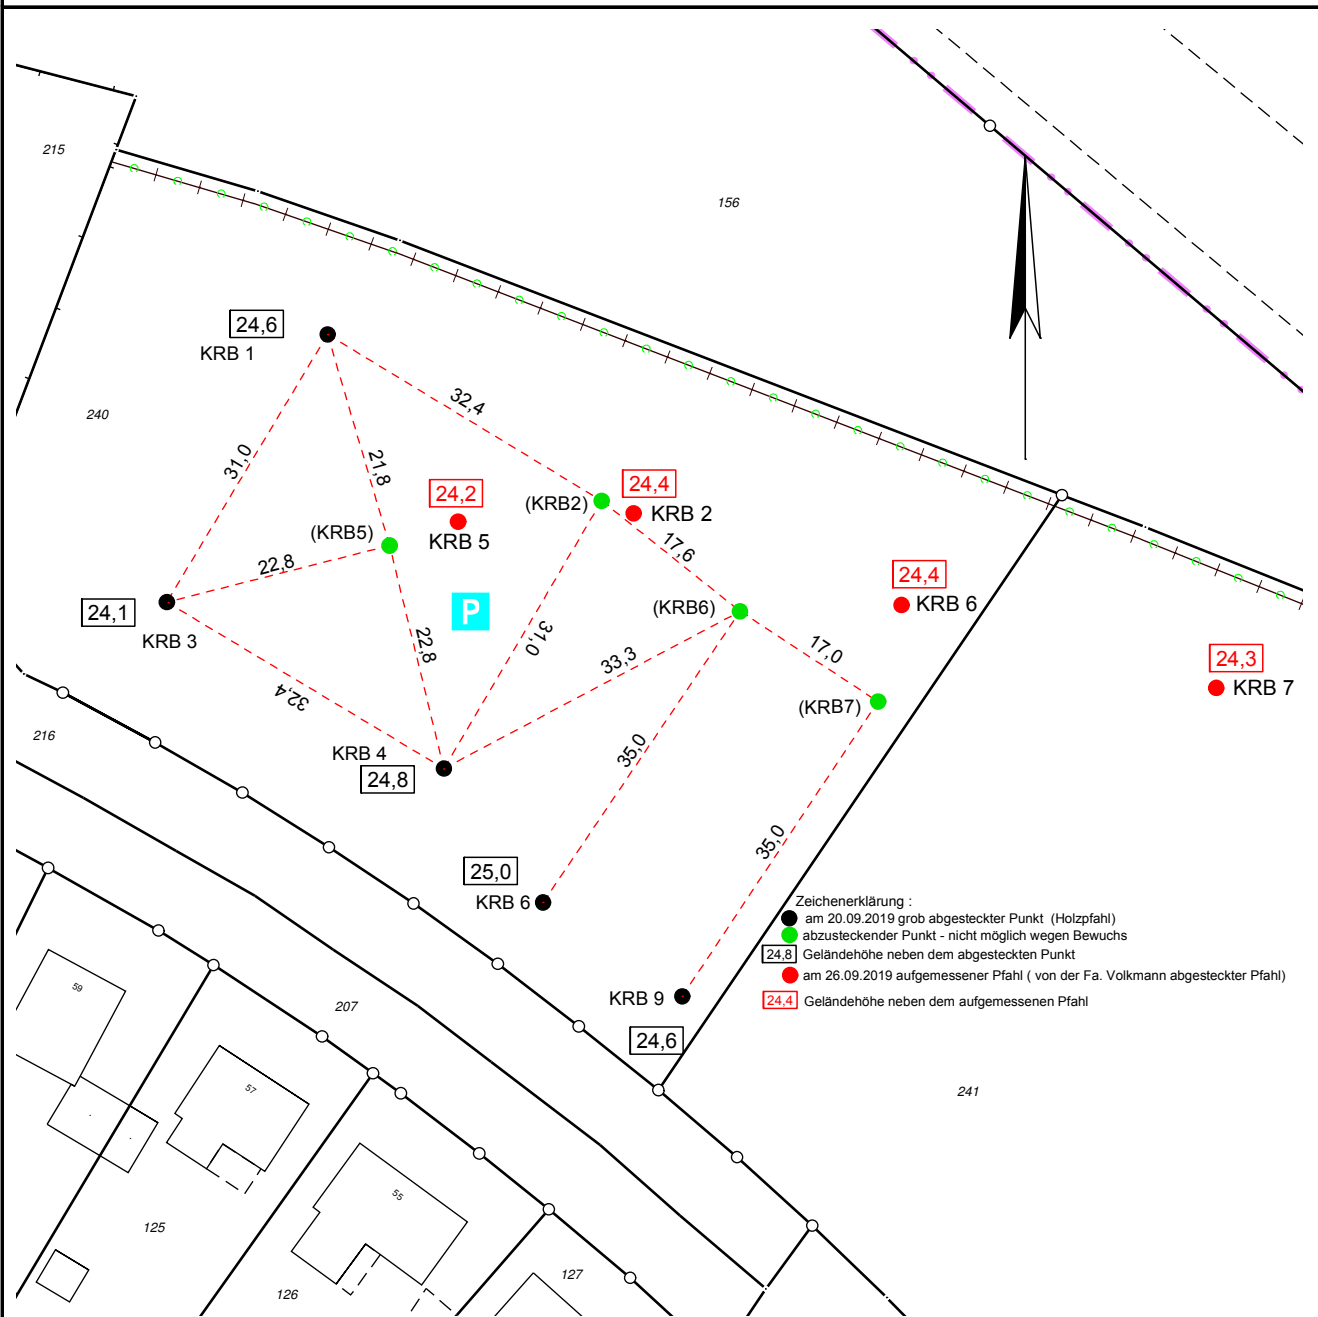 215
156
24,6
KRB 1
240
32,4
31,0
21,8
24,2
KRB 5
(KRB5)
(KRB2)
24,4
KRB 2
17,6
22,8
24,1
KRB 3
P
(KRB6)
24,4
KRB 6
22,8
31,0
33,3
17,0
24,3
KRB 7
32,4
(KRB7)
216
KRB 4
24,8
35,0
35,0
25,0
KRB 6
Zeichenerklärung :
am 20.09.2019 grob abgesteckter Punkt (Holzpfahl)
abzusteckender Punkt - nicht möglich wegen Bewuchs
24,8 Geländehöhe neben dem abgesteckten Punkt
am 26.09.2019 aufgemessener Pfahl ( von der Fa. Volkmann abgesteckter Pfahl)
24,4 Geländehöhe neben dem aufgemessenen Pfahl
KRB 9
24,6
59
207
57
241
55
125
126
127